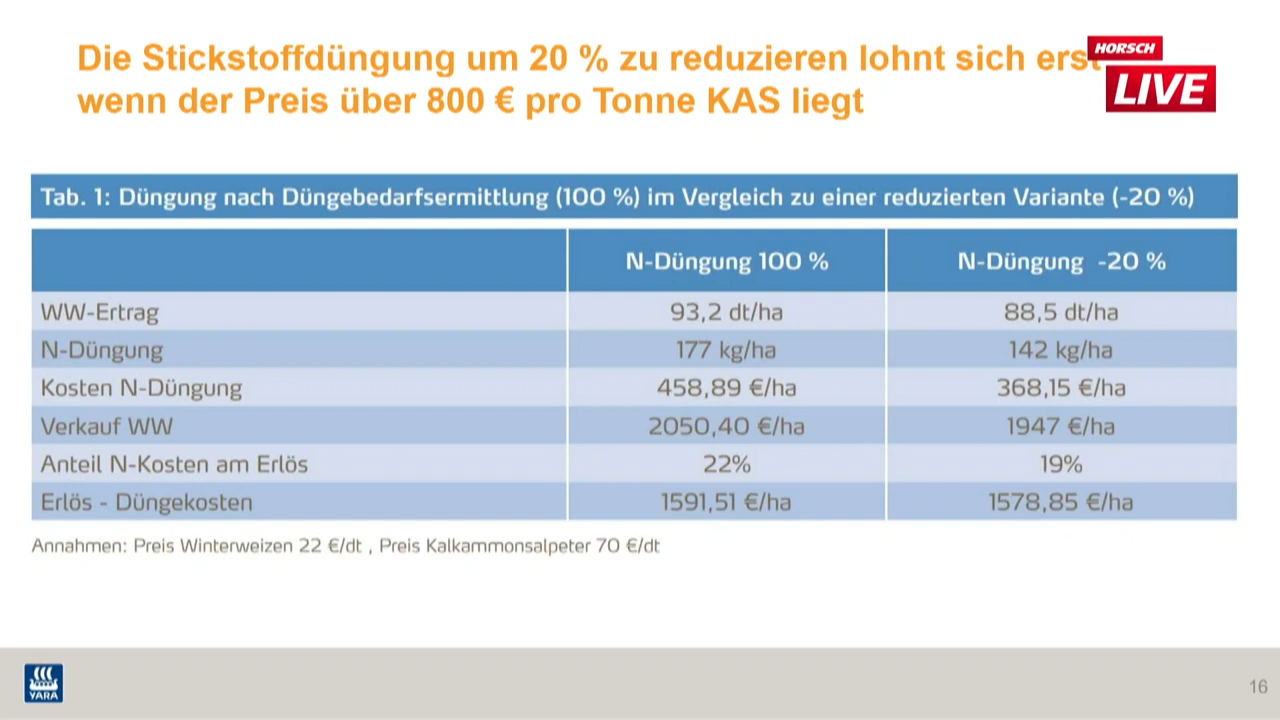 Die Stickstoffdüngung um 20 % zu reduzieren lohnt sich erst
wenn der Preis über 800 € pro Tonne KAS liegt
HORSCH
LIVE
Tab. 1: Düngung nach Düngebedarfsermittlung (100 %) im Vergleich zu einer reduzierten Variante (-20 %)
N-Düngung 100 % N-Düngung -20 %
WW-Ertrag 93,2 dt/ha 88,5 dt/ha
N-Düngung 177 kg/ha 142 kg/ha
Kosten N-Düngung 458,89 €/ha 368,15 €/ha
Verkauf WW 2050,40 €/ha 1947 €/ha
Anteil N-Kosten am Erlös 22% 19%
Erlös - Düngekosten 1591,51 €/ha 1578,85 €/ha
Annahmen: Preis Winterweizen 22 €/dt , Preis Kalkammonsalpeter 70 €/dt
YARA
16